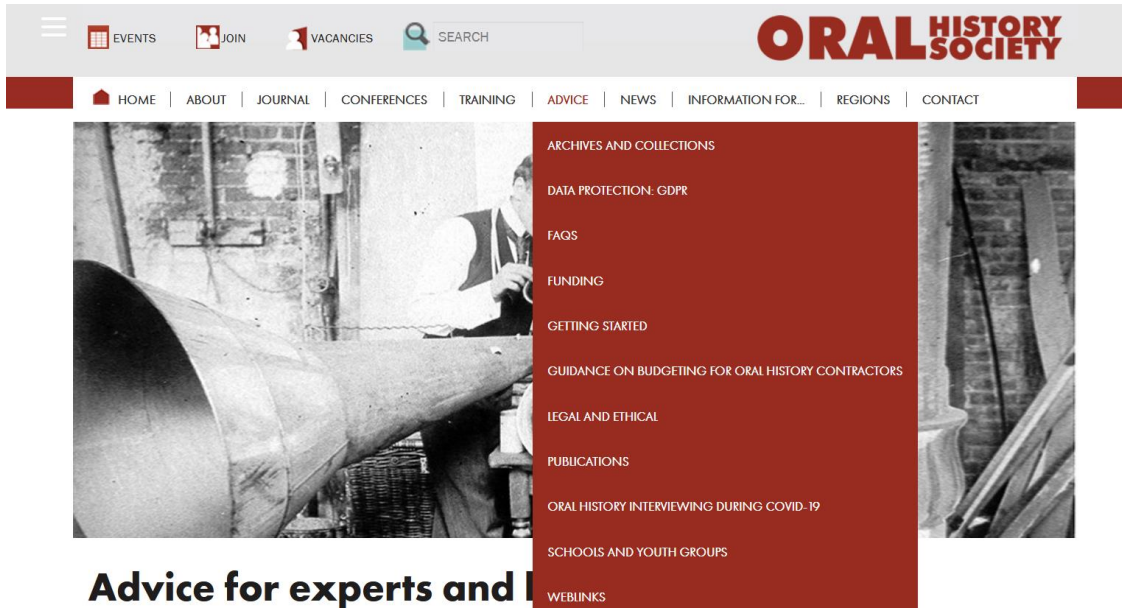 EVENTS JOIN VACANCIES SEARCH
ORAL HISTORY SOCIETY
HOME ABOUT JOURNAL CONFERENCES TRAINING ADVICE NEWS INFORMATION FOR... REGIONS CONTACT
ARCHIVES AND COLLECTIONS
DATA PROTECTION: GDPR
FAQS
FUNDING
GETTING STARTED
GUIDANCE ON BUDGETING FOR ORAL HISTORY CONTRACTORS
LEGAL AND ETHICAL
PUBLICATIONS
ORAL HISTORY INTERVIEWING DURING COVID-19
SCHOOLS AND YOUTH GROUPS
WEBLINKS
Advice for experts and